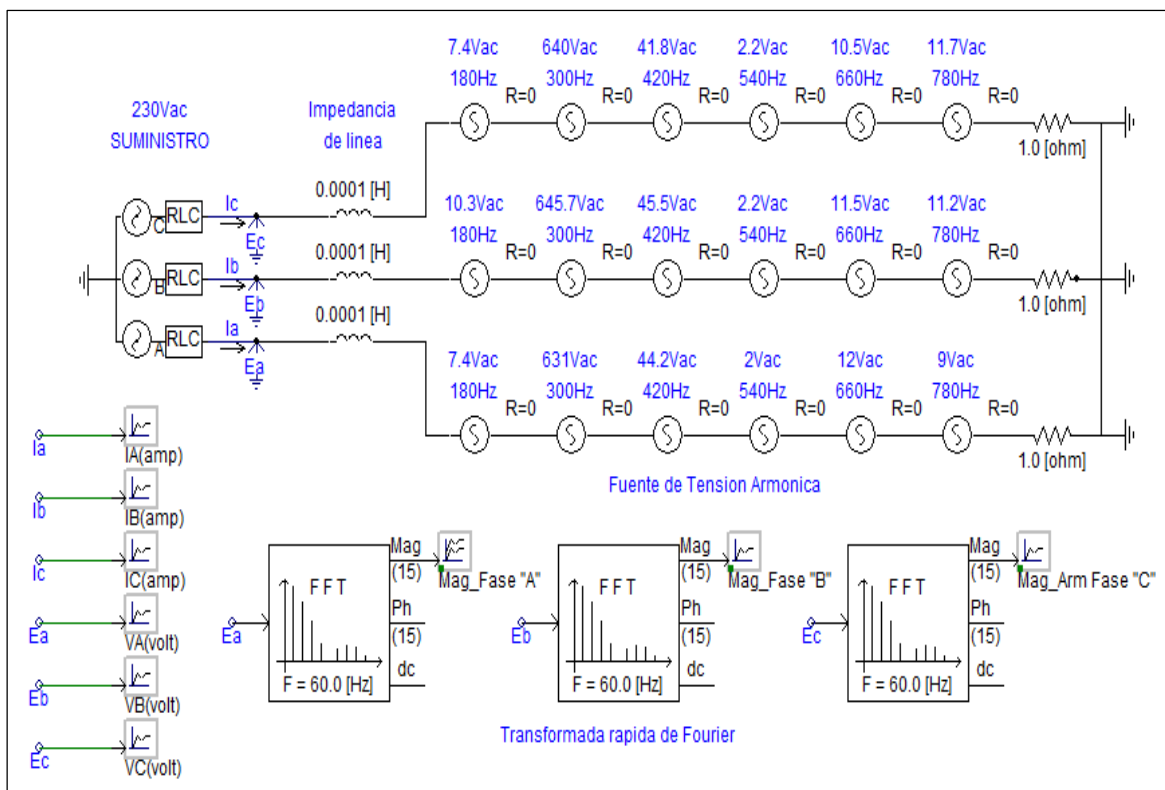 7.4Vac 640Vac 41.8Vac 2.2Vac 10.5Vac 11.7Vac
180Hz 300Hz 420Hz 540Hz 660Hz 780Hz
R=0 R=0 R=0 R=0 R=0 R=0
1.0 [ohm]
230Vac
SUMINISTRO
Impedancia
de linea
0.0001 [H]
RLC
C
Ic
Ec
10.3Vac 645.7Vac 45.5Vac 2.2Vac 11.5Vac 11.2Vac
180Hz 300Hz 420Hz 540Hz 660Hz 780Hz
R=0 R=0 R=0 R=0 R=0 R=0
1.0 [ohm]
0.0001 [H]
RLC
B
Ib
Eb
0.0001 [H]
RLC
A
Ia
Ea
7.4Vac 631Vac 44.2Vac 2Vac 12Vac 9Vac
180Hz 300Hz 420Hz 540Hz 660Hz 780Hz
R=0 R=0 R=0 R=0 R=0 R=0
1.0 [ohm]
Fuente de Tension Armonica
Ia
IA(amp)
Ib
IB(amp)
Ic
IC(amp)
Ea
VA(volt)
Eb
VB(volt)
Ec
VC(volt)
Ea
F F T
F = 60.0 [Hz]
Mag
(15)
Mag_Fase "A"
Ph
(15)
dc
Eb
F F T
F = 60.0 [Hz]
Mag
(15)
Mag_Fase "B"
Ph
(15)
dc
Ec
F F T
F = 60.0 [Hz]
Mag
(15)
Mag_Arm Fase "C"
Ph
(15)
dc
Transformada rapida de Fourier